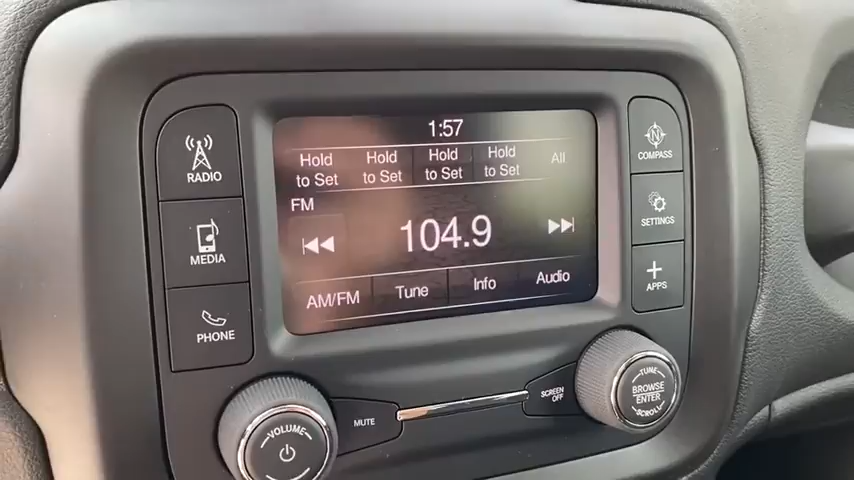 1:57
Hold to Set
Hold to Set
Hold to Set
Hold to Set
All
FM
104.9
AM/FM
Tune
Info
Audio
RADIO
MEDIA
PHONE
N
COMPASS
SETTINGS
APPS
VOLUME
MUTE
SCREEN OFF
TUNE
BROWSE
ENTER
SCROLL